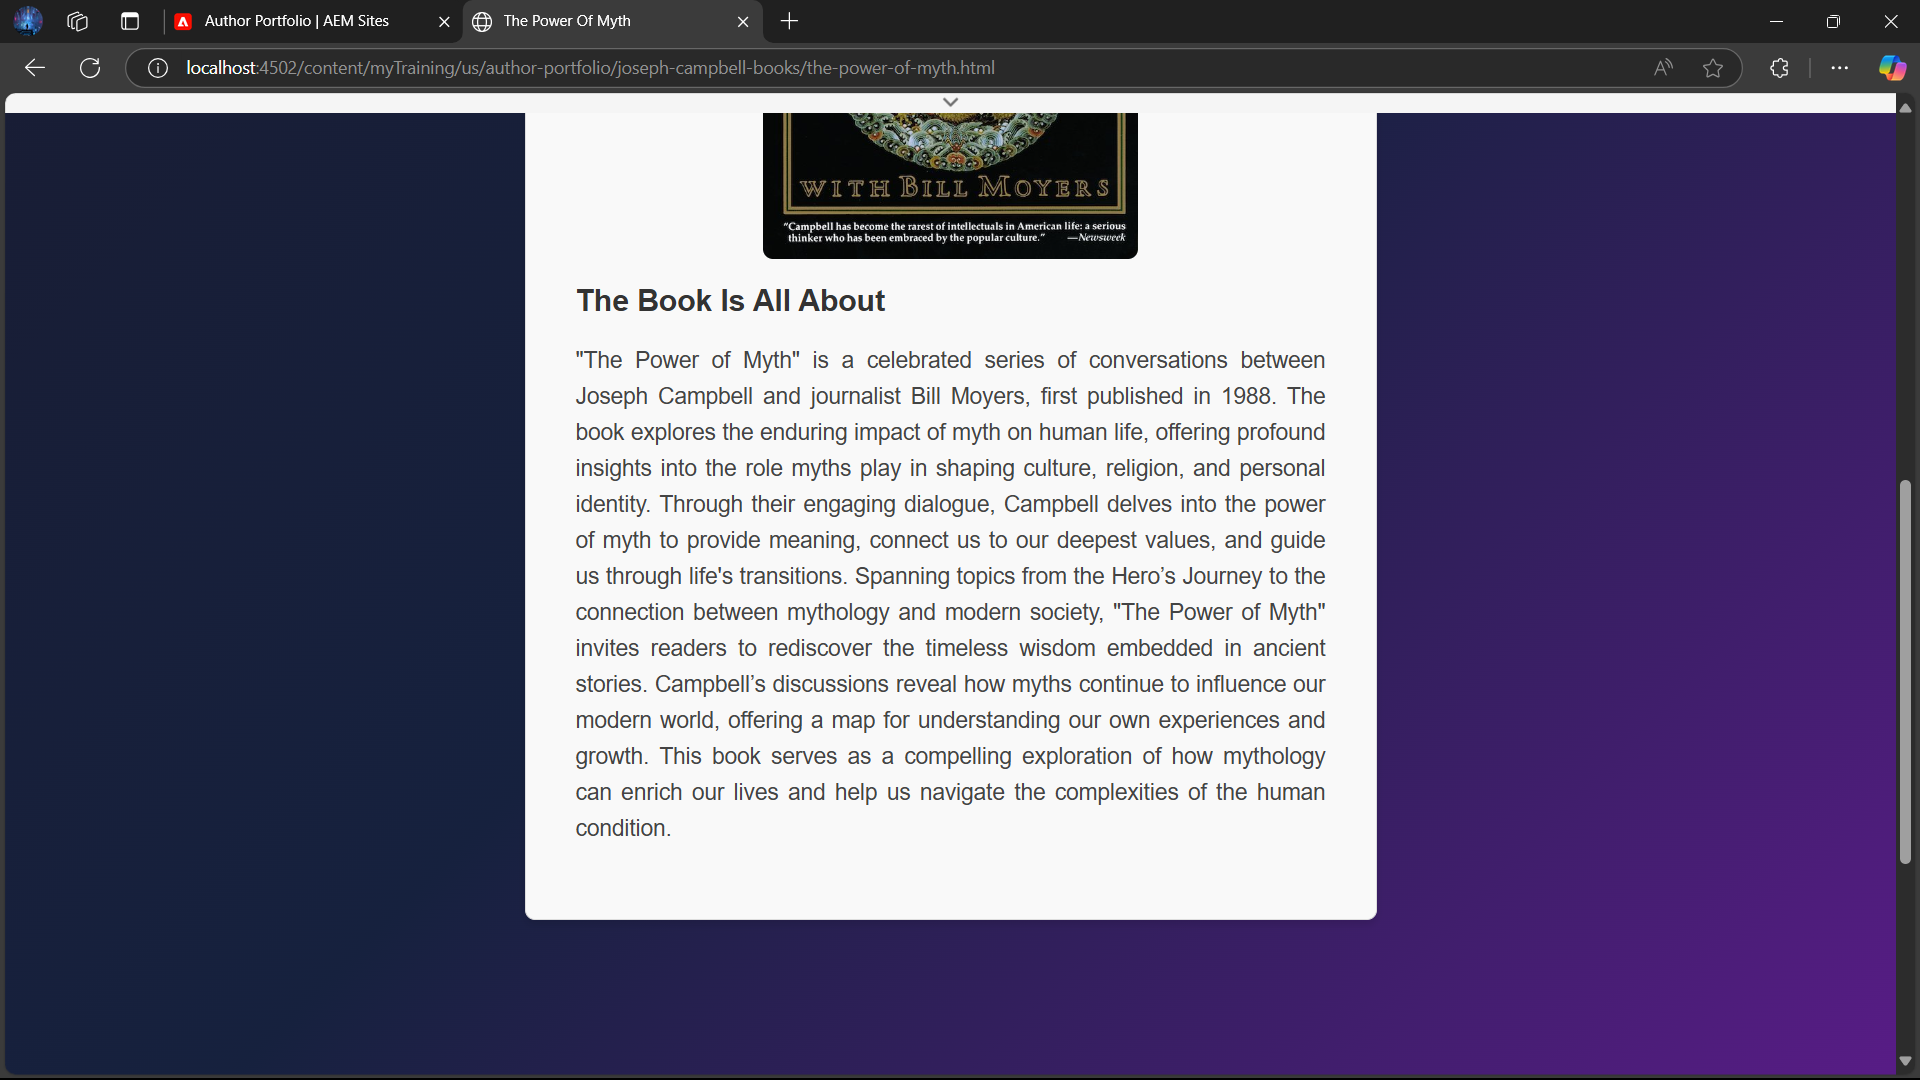 Author Portfolio | AEM Sites
The Power Of Myth
localhost:4502/content/myTraining/us/author-portfolio/joseph-campbell-books/the-power-of-myth.html
WITH BILL MOYERS
"Campbell has become the rarest of intellectuals in American life: a serious
thinker who has been embraced by the popular culture." —Newsweek
The Book Is All About
"The Power of Myth" is a celebrated series of conversations between
Joseph Campbell and journalist Bill Moyers, first published in 1988. The
book explores the enduring impact of myth on human life, offering profound
insights into the role myths play in shaping culture, religion, and personal
identity. Through their engaging dialogue, Campbell delves into the power
of myth to provide meaning, connect us to our deepest values, and guide
us through life's transitions. Spanning topics from the Hero’s Journey to the
connection between mythology and modern society, "The Power of Myth"
invites readers to rediscover the timeless wisdom embedded in ancient
stories. Campbell’s discussions reveal how myths continue to influence our
modern world, offering a map for understanding our own experiences and
growth. This book serves as a compelling exploration of how mythology
can enrich our lives and help us navigate the complexities of the human
condition.